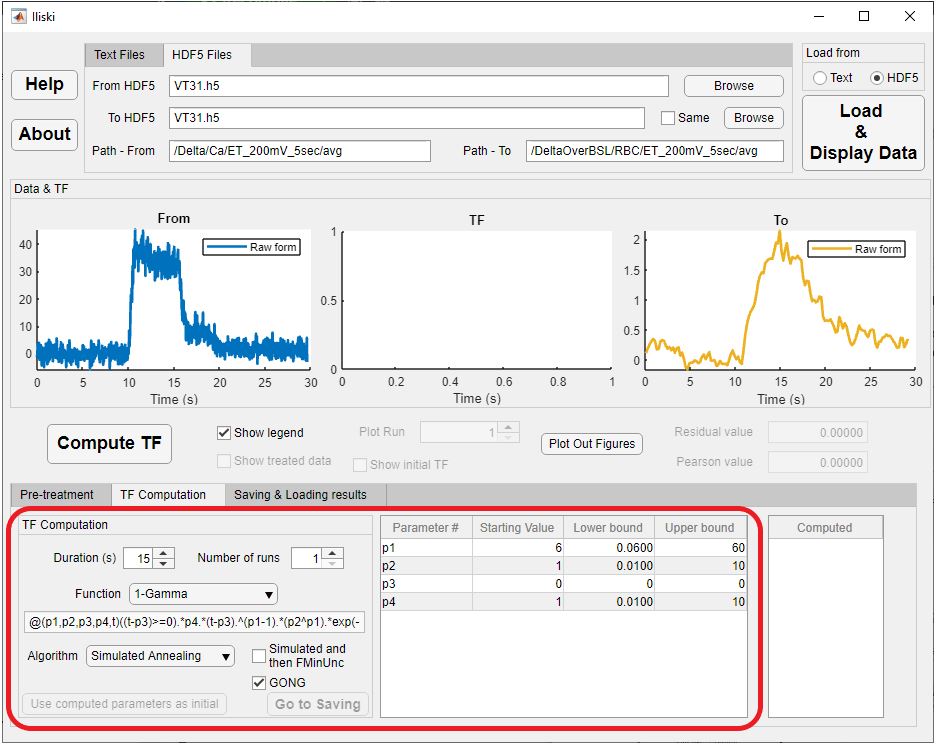 Iliski
Text Files HDF5 Files
Load from
Text HDF5
Help
From HDF5 VT31.h5 Browse
To HDF5 VT31.h5 Same Browse
Load
&
Display Data
About
Path - From /Delta/Ca/ET_200mV_5sec/avg Path - To /DeltaOverBSL/RBC/ET_200mV_5sec/avg
Data & TF
From
Raw form
40
30
20
10
0
0 5 10 15 20 25 30
Time (s)
TF
1
0.5
0
0 0.2 0.4 0.6 0.8 1
Time (s)
To
Raw form
2
1.5
1
0.5
0
0 5 10 15 20 25 30
Time (s)
Compute TF
Show legend Plot Run 1
Show treated data Show initial TF
Plot Out Figures
Residual value 0.00000
Pearson value 0.00000
Pre-treatment TF Computation Saving & Loading results
TF Computation
Duration (s) 15 Number of runs 1
Function 1-Gamma
@(p1,p2,p3,p4,t)((t-p3)>=0).*p4.*(t-p3).^(p1-1).*(p2^p1).*exp(-
Algorithm Simulated Annealing
Simulated and
then FMinUnc
GONG
Use computed parameters as initial Go to Saving
Parameter # Starting Value Lower bound Upper bound
p1 6 0.0600 60
p2 1 0.0100 10
p3 0 0 0
p4 1 0.0100 10
Computed